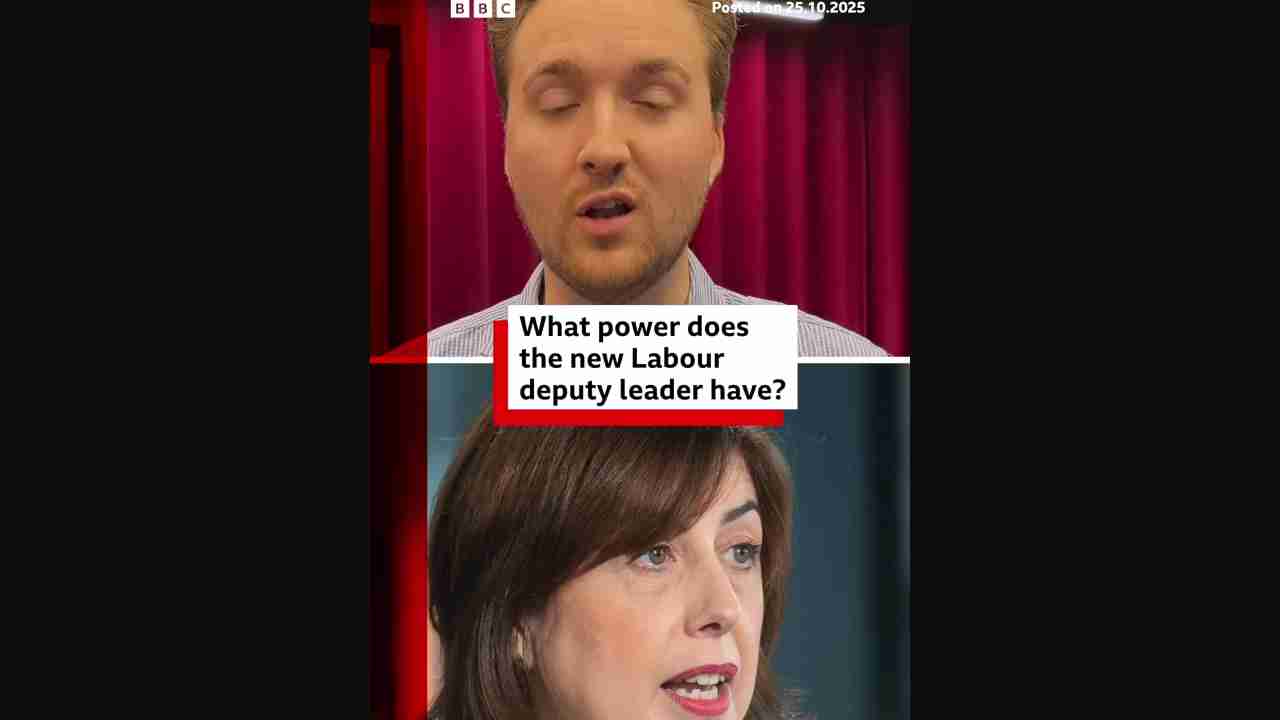 BBC
Posted on 25.10.2025
What power does
the new Labour
deputy leader have?